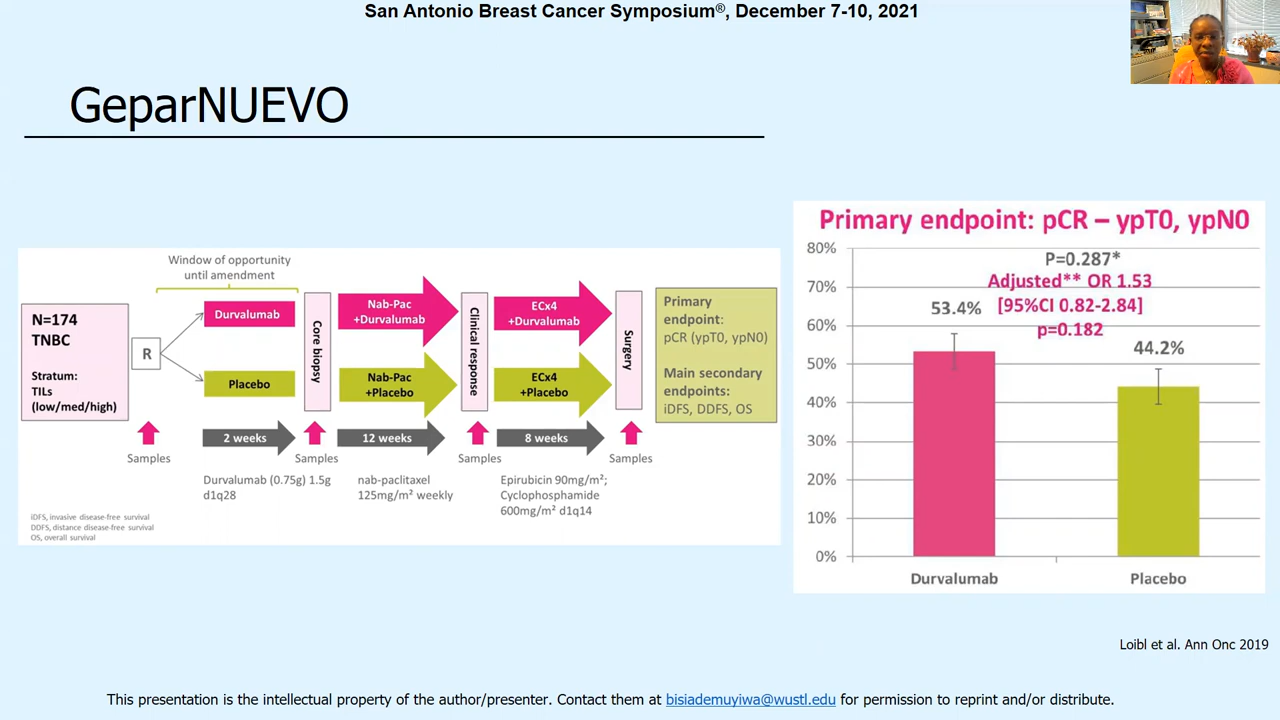 San Antonio Breast Cancer Symposium®, December 7-10, 2021
GeparNUEVO
Window of opportunity
until amendment
N=174
TNBC
Stratum:
TILs
(low/med/high)
R
Durvalumab
Placebo
Core biopsy
Nab-Pac
+Durvalumab
Nab-Pac
+Placebo
Clinical response
ECx4
+Durvalumab
ECx4
+Placebo
Surgery
Primary
endpoint:
pCR (ypT0, ypN0)
Main secondary
endpoints:
iDFS, DDFS, OS
2 weeks
12 weeks
8 weeks
Samples
Samples
Samples
Samples
Durvalumab (0.75g) 1.5g
d1q28
nab-paclitaxel
125mg/m² weekly
Epirubicin 90mg/m²;
Cyclophosphamide
600mg/m² d1q14
iDFS, invasive disease-free survival
DDFS, distance disease-free survival
OS, overall survival
Primary endpoint: pCR – ypT0, ypN0
80%
70%
60%
50%
40%
30%
20%
10%
0%
P=0.287*
Adjusted** OR 1.53
[95%CI 0.82-2.84]
p=0.182
53.4%
44.2%
Durvalumab
Placebo
Loibl et al. Ann Onc 2019
This presentation is the intellectual property of the author/presenter. Contact them at bisiademuyiwa@wustl.edu for permission to reprint and/or distribute.